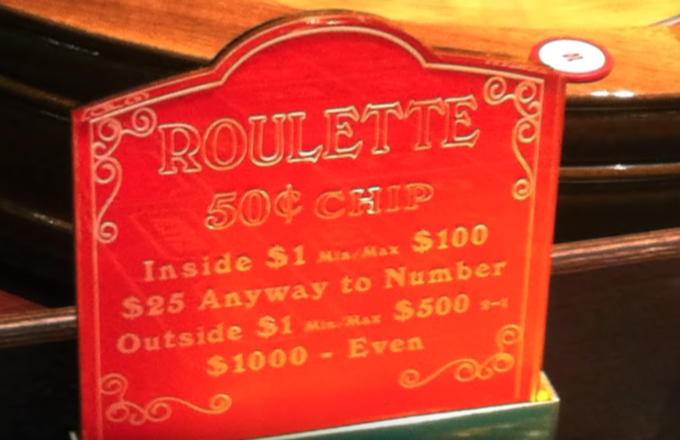 ROULETTE
50¢ CHIP
Inside $1 Min/Max $100
$25 Anyway to Number
Outside $1 Min/Max $500 2-1
$1000 - Even